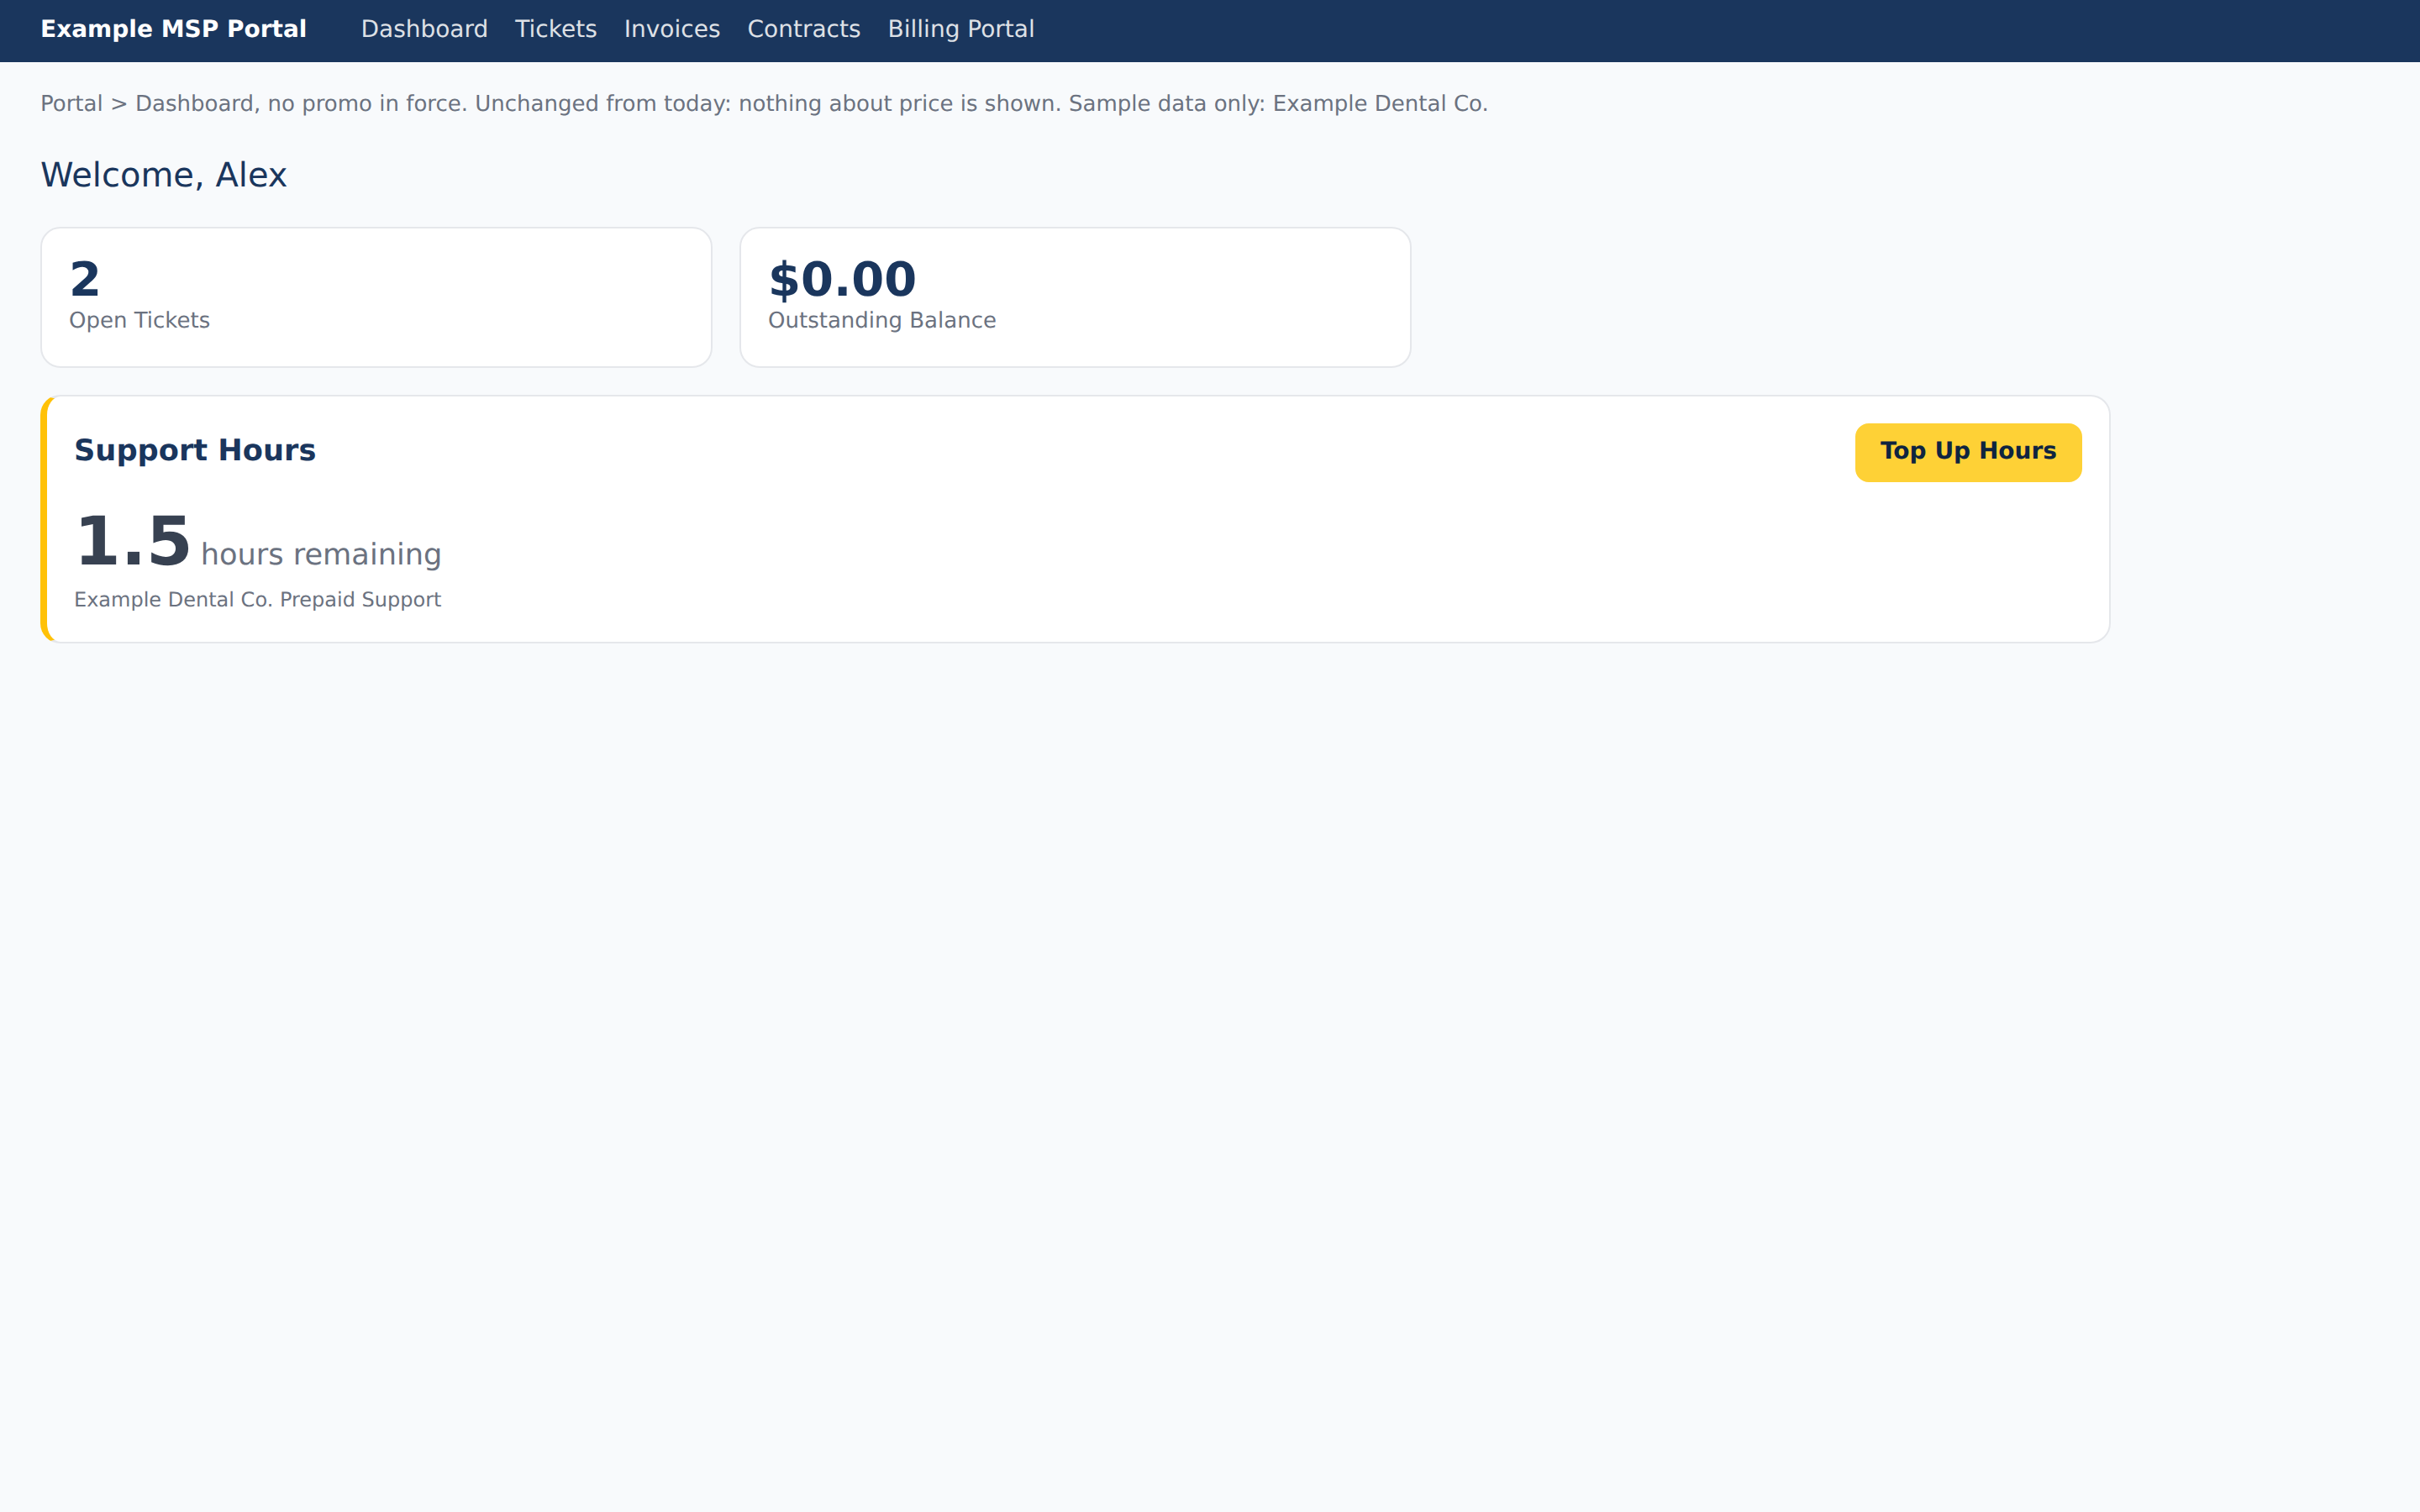 Example MSP Portal Dashboard Tickets Invoices Contracts Billing Portal
Portal > Dashboard, no promo in force. Unchanged from today: nothing about price is shown. Sample data only: Example Dental Co.
Welcome, Alex
2
Open Tickets
$0.00
Outstanding Balance
Support Hours
Top Up Hours
1.5 hours remaining
Example Dental Co. Prepaid Support